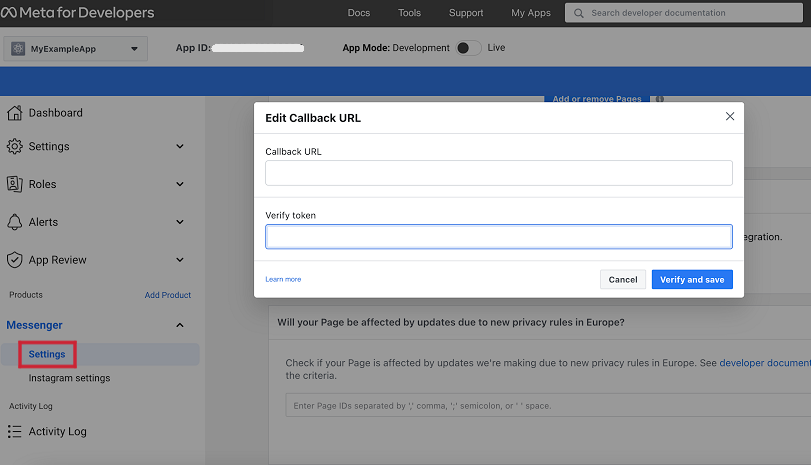 Meta for Developers
Docs
Tools
Support
My Apps
Search developer documentation
MyExampleApp
App ID:
App Mode: Development
Live
Add or remove Pages
Dashboard
Settings
Roles
Alerts
App Review
Products
Add Product
Messenger
Settings
Instagram settings
Activity Log
Activity Log
Edit Callback URL
Callback URL
Verify token
Learn more
Cancel
Verify and save
egration.
Will your Page be affected by updates due to new privacy rules in Europe?
Check if your Page is affected by updates we're making due to new privacy rules in Europe. See developer document
the criteria.
Enter Page IDs separated by ',' comma, ';' semicolon, or ' ' space.